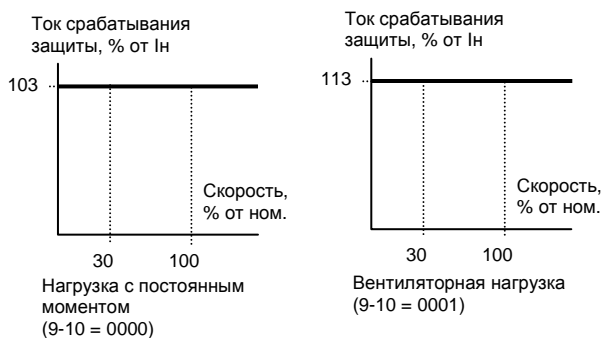 Ток срабатывания
защиты, % от Iн
103
Скорость,
% от ном.
30 100
Нагрузка с постоянным
моментом
(9-10 = 0000)
Ток срабатывания
защиты, % от Iн
113
Скорость,
% от ном.
30 100
Вентиляторная нагрузка
(9-10 = 0001)